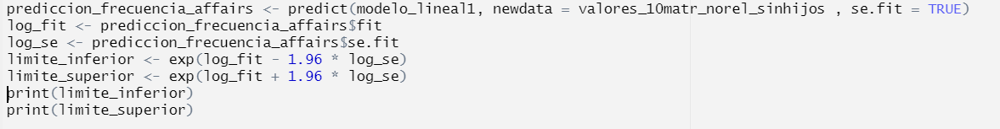 prediccion_frecuencia_affairs <- predict(modelo_lineal1, newdata = valores_10matr_norel_sinhijos , se.fit = TRUE)
log_fit <- prediccion_frecuencia_affairs$fit
log_se <- prediccion_frecuencia_affairs$se.fit
limite_inferior <- exp(log_fit - 1.96 * log_se)
limite_superior <- exp(log_fit + 1.96 * log_se)
print(limite_inferior)
print(limite_superior)